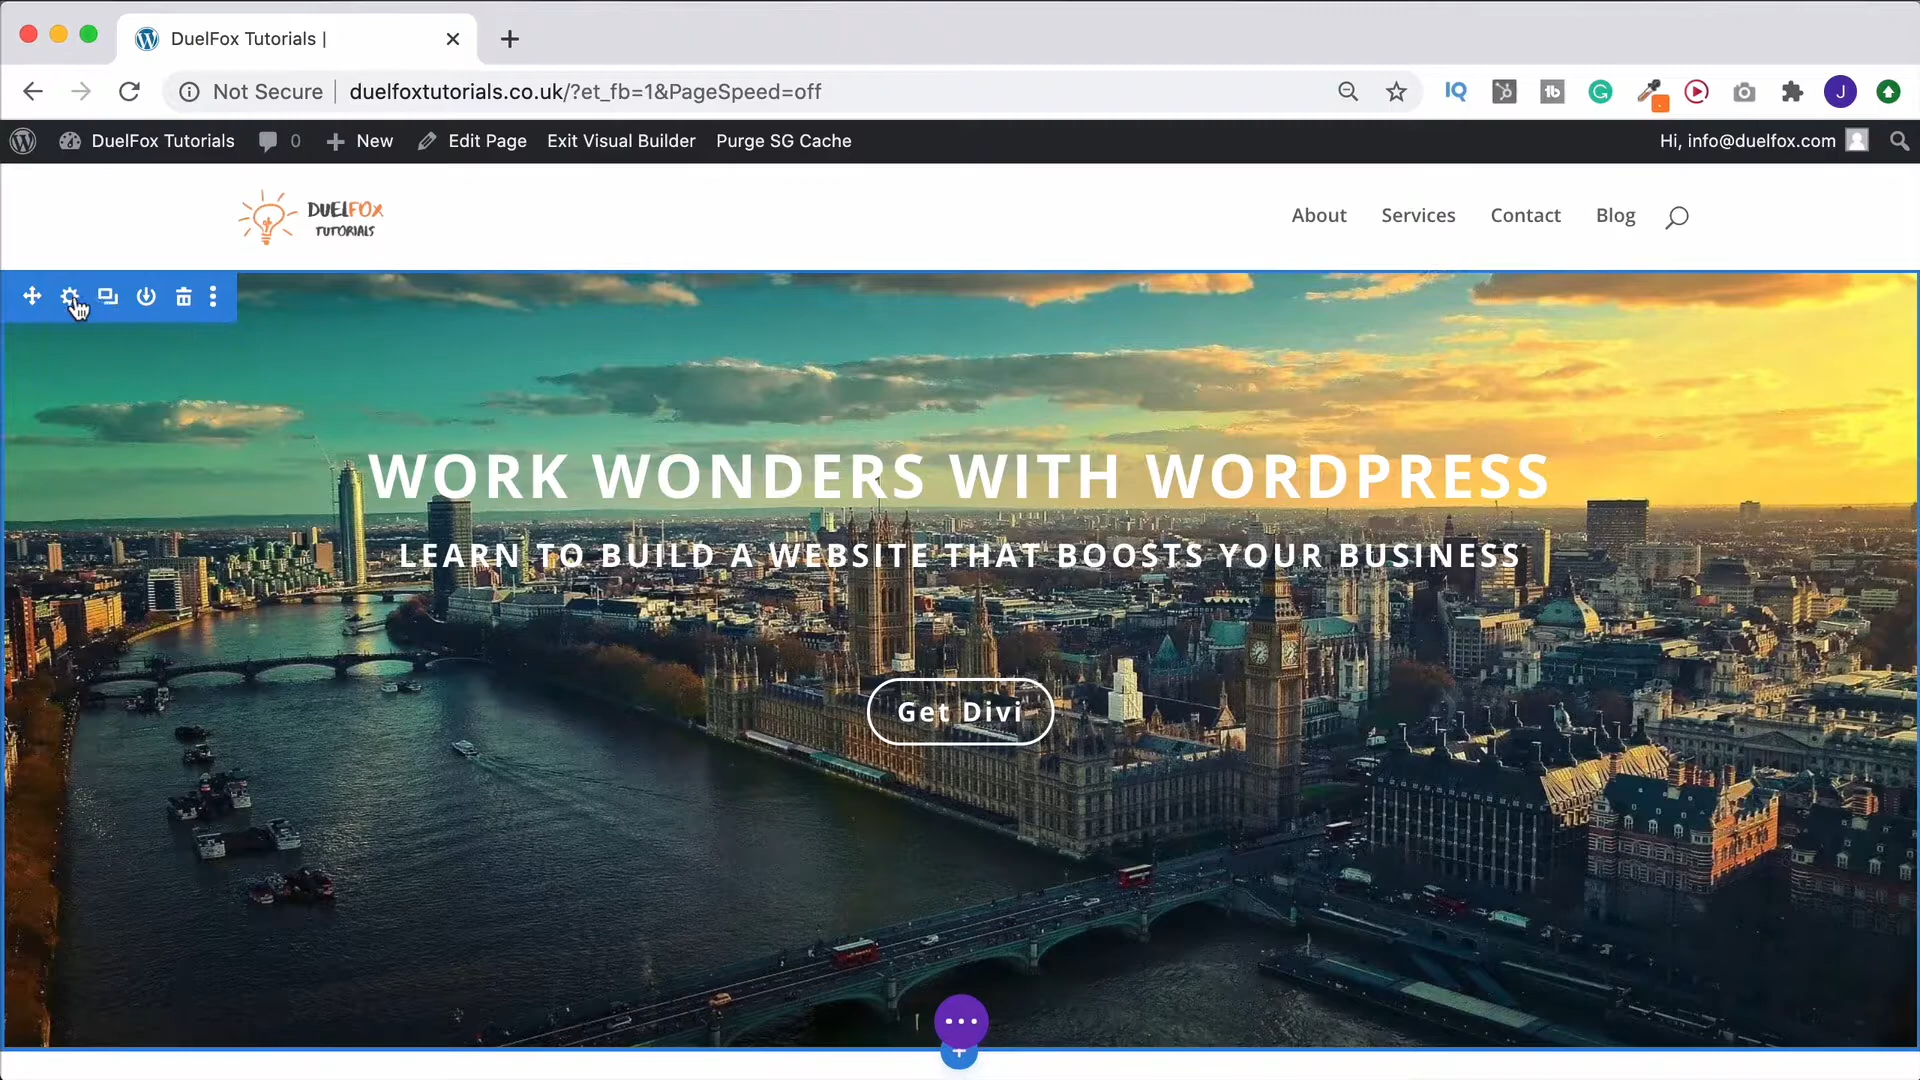 DuelFox Tutorials |
Not Secure
duelfoxtutorials.co.uk/?et_fb=1&PageSpeed=off
IQ
tb
G
J
DuelFox Tutorials
0
New
Edit Page
Exit Visual Builder
Purge SG Cache
Hi, info@duelfox.com
DUELFOX
TUTORIALS
About
Services
Contact
Blog
WORK WONDERS WITH WORDPRESS
LEARN TO BUILD A WEBSITE THAT BOOSTS YOUR BUSINESS
Get Divi